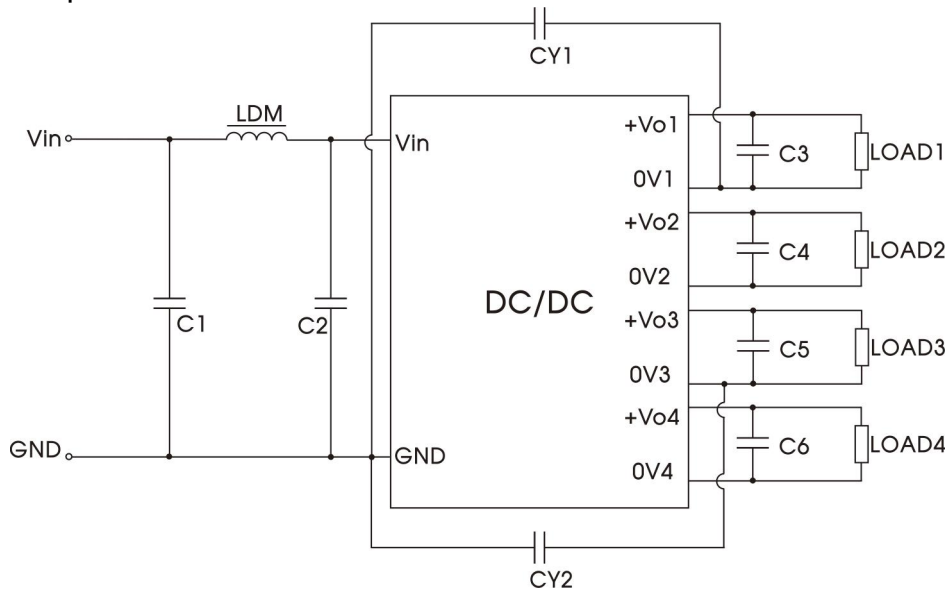 CY1
LDM
Vin
Vin
+Vo1
C3
LOAD1
0V1
+Vo2
C4
LOAD2
0V2
DC/DC
C1
C2
+Vo3
C5
LOAD3
0V3
+Vo4
C6
LOAD4
0V4
GND
GND
CY2